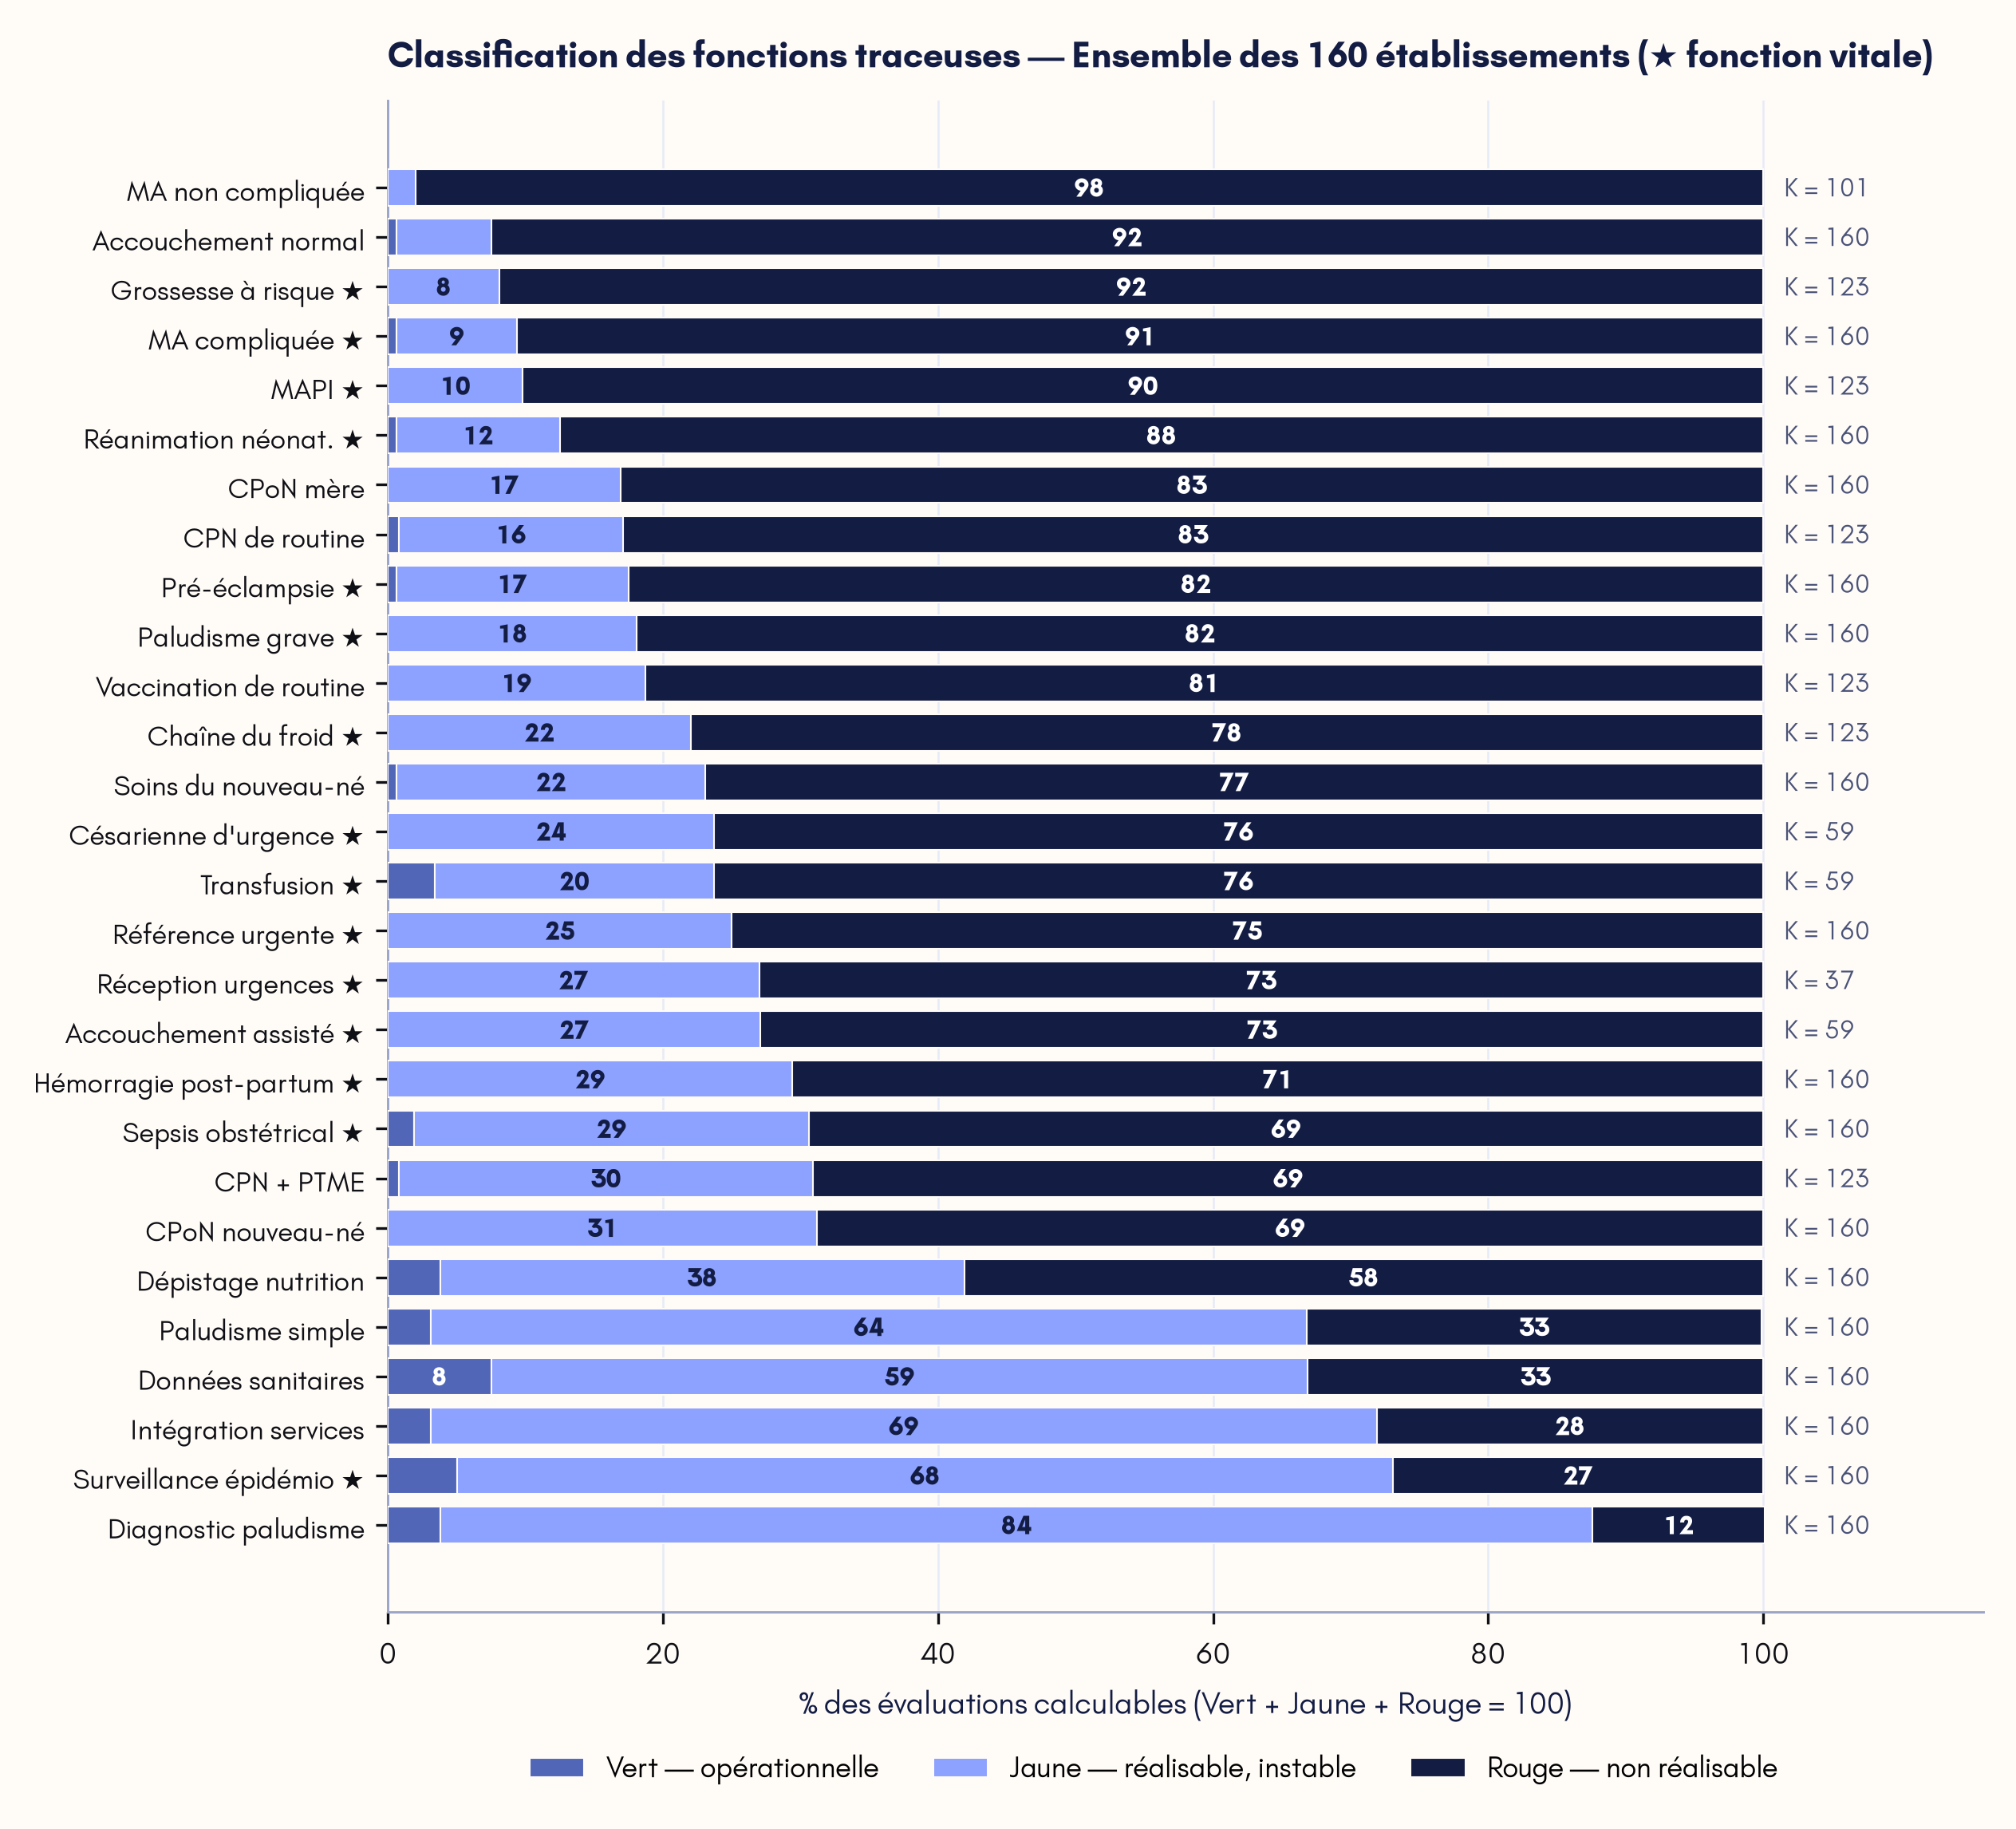 Classification des fonctions traceuses — Ensemble des 160 établissements (★ fonction vitale)
MA non compliquée 98 K = 101
Accouchement normal 92 K = 160
Grossesse à risque ★ 8 92 K = 123
MA compliquée ★ 9 91 K = 160
MAPI ★ 10 90 K = 123
Réanimation néonat. ★ 12 88 K = 160
CPoN mère 17 83 K = 160
CPN de routine 16 83 K = 123
Pré-éclampsie ★ 17 82 K = 160
Paludisme grave ★ 18 82 K = 160
Vaccination de routine 19 81 K = 123
Chaîne du froid ★ 22 78 K = 123
Soins du nouveau-né 22 77 K = 160
Césarienne d'urgence ★ 24 76 K = 59
Transfusion ★ 20 76 K = 59
Référence urgente ★ 25 75 K = 160
Réception urgences ★ 27 73 K = 37
Accouchement assisté ★ 27 73 K = 59
Hémorragie post-partum ★ 29 71 K = 160
Sepsis obstétrical ★ 29 69 K = 160
CPN + PTME 30 69 K = 123
CPoN nouveau-né 31 69 K = 160
Dépistage nutrition 38 58 K = 160
Paludisme simple 64 33 K = 160
Données sanitaires 8 59 33 K = 160
Intégration services 69 28 K = 160
Surveillance épidémio ★ 68 27 K = 160
Diagnostic paludisme 84 12 K = 160
0 20 40 60 80 100
% des évaluations calculables (Vert + Jaune + Rouge = 100)
Vert — opérationnelle Jaune — réalisable, instable Rouge — non réalisable